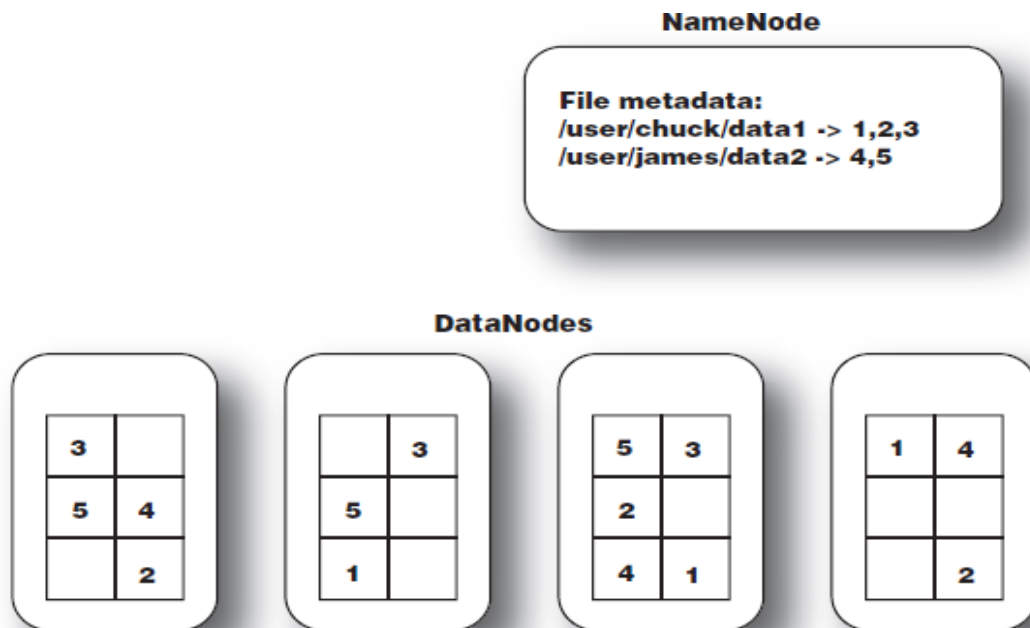 NameNode
File metadata:
/user/chuck/data1 -> 1,2,3
/user/james/data2 -> 4,5
DataNodes
3
5 4
2
3
5
1
5 3
2
4 1
1 4
2